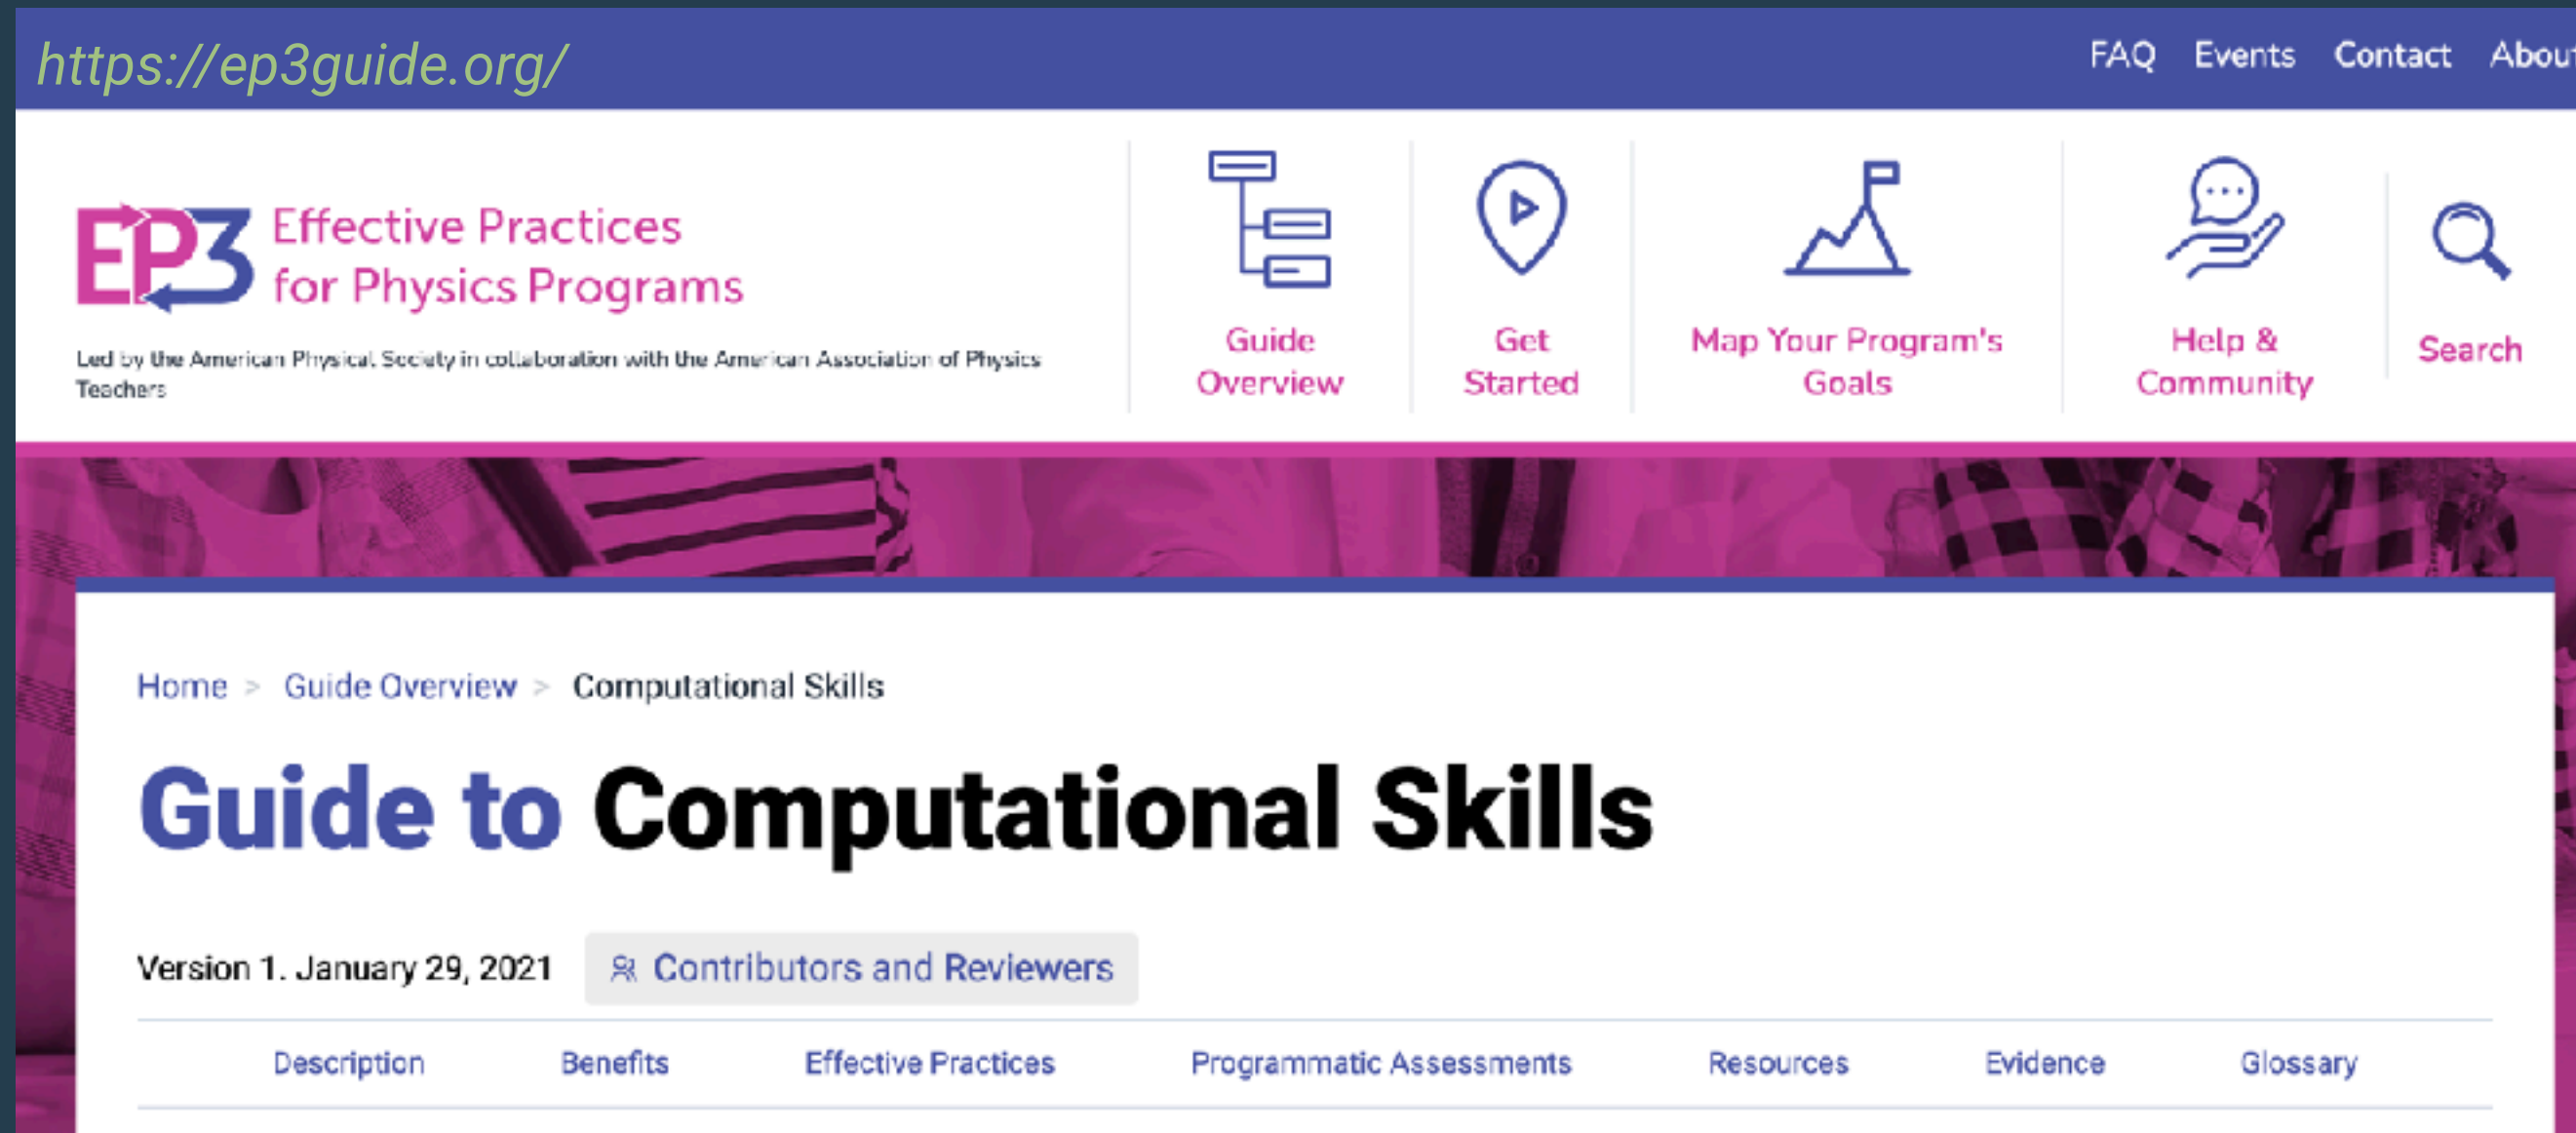 https://ep3guide.org/
FAQ Events Contact About
EP3 Effective Practices
for Physics Programs
Led by the American Physical Society in collaboration with the American Association of Physics
Teachers
Guide
Overview
Get
Started
Map Your Program's
Goals
Help &
Community
Search
Home > Guide Overview > Computational Skills
Guide to Computational Skills
Version 1. January 29, 2021 Contributors and Reviewers
Description Benefits Effective Practices Programmatic Assessments Resources Evidence Glossary